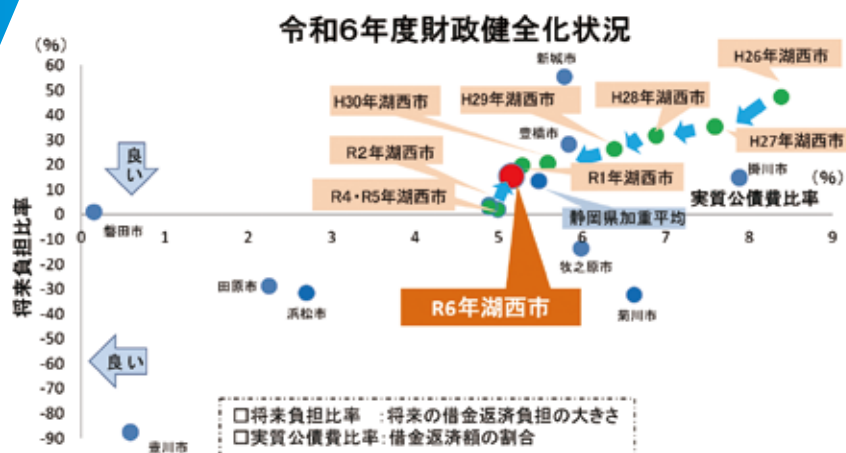 令和6年度財政健全化状況
(%)
60
50
40
30
20
10
0
-10
-20
-30
-40
-50
-60
-70
-80
-90
将来負担比率
新城市
H26年湖西市
H30年湖西市
H29年湖西市
H28年湖西市
豊橋市
H27年湖西市
良い
R2年湖西市
掛川市
R1年湖西市
(%)
R4・R5年湖西市
実質公債費比率
静岡県加重平均
磐田市
1
2
3
4
5
6
7
8
9
牧之原市
田原市
浜松市
R6年湖西市
菊川市
良い
豊川市
□将来負担比率 :将来の借金返済負担の大きさ
□実質公債費比率:借金返済額の割合